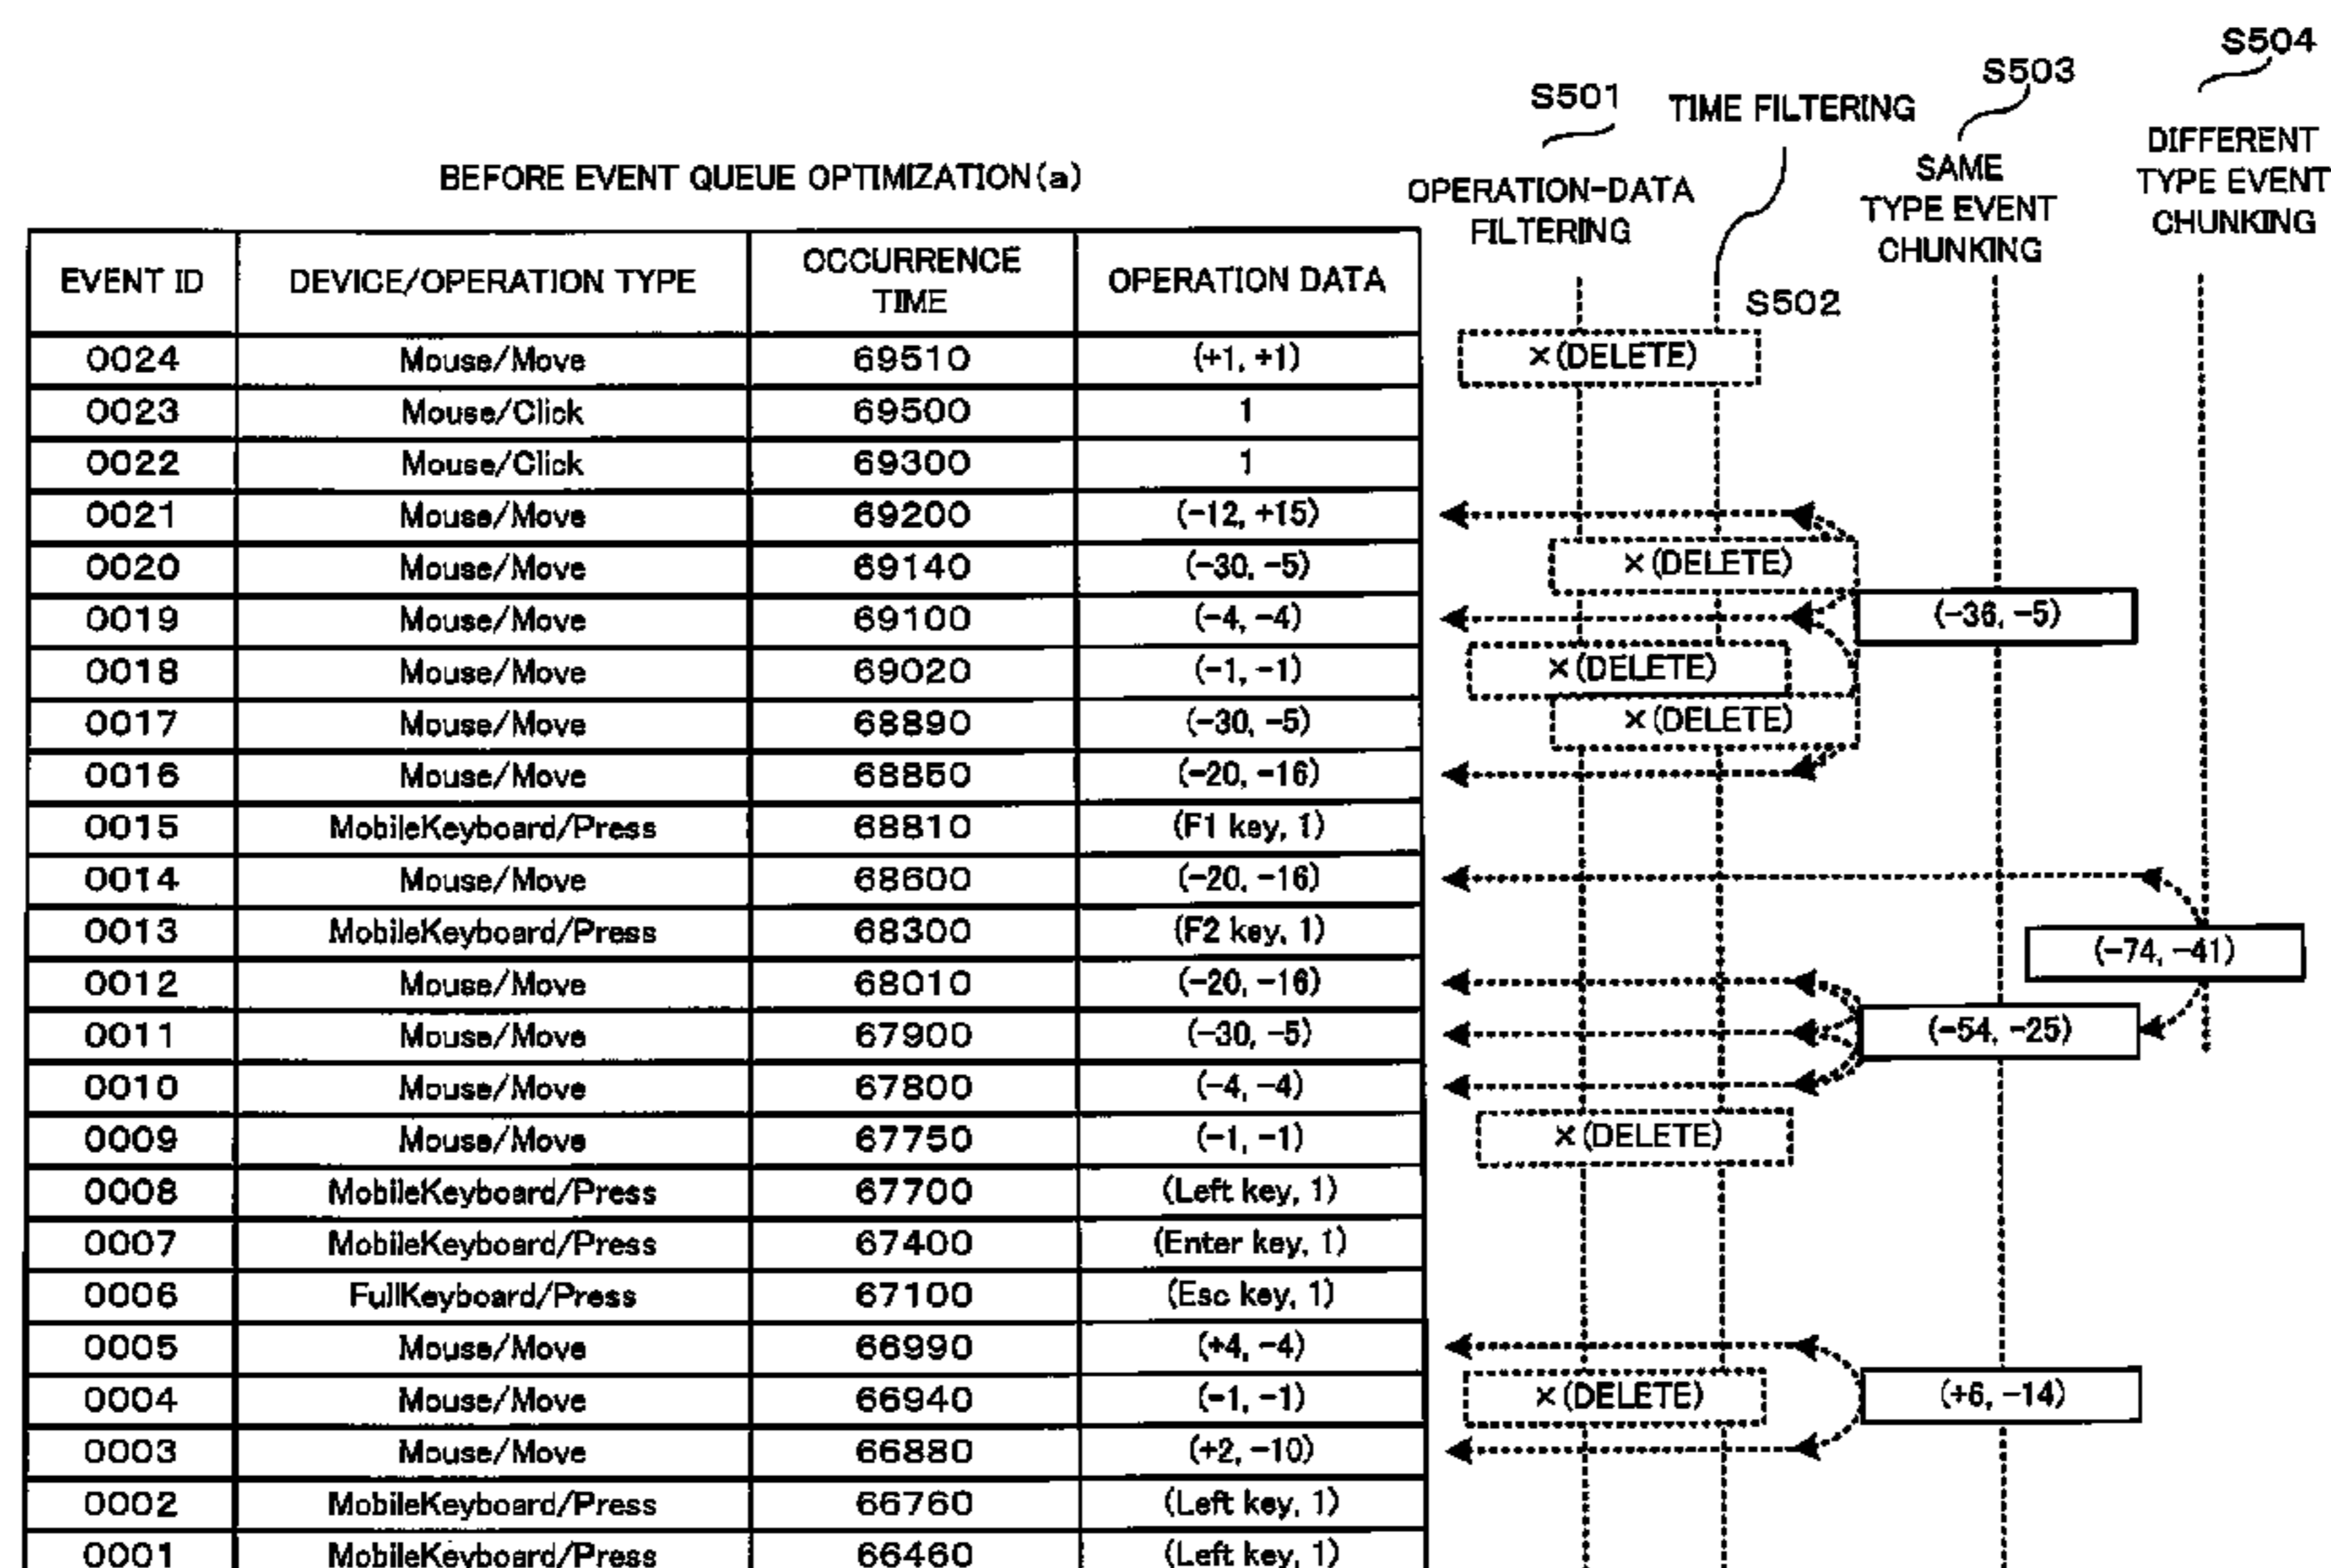 S504
S503
S501
TIME FILTERING
DIFFERENT
TYPE EVENT
CHUNKING
SAME
TYPE EVENT
CHUNKING
BEFORE EVENT QUEUE OPTIMIZATION(a)
OPERATION-DATA
FILTERING
S502
EVENT ID DEVICE/OPERATION TYPE OCCURRENCE TIME OPERATION DATA
0024 Mouse/Move 69510 (+1, +1) ×(DELETE)
0023 Mouse/Click 69500 1
0022 Mouse/Click 69300 1
0021 Mouse/Move 69200 (-12, +15)
0020 Mouse/Move 69140 (-30, -5) ×(DELETE)
0019 Mouse/Move 69100 (-4, -4) (-36, -5)
0018 Mouse/Move 69020 (-1, -1) ×(DELETE)
0017 Mouse/Move 68890 (-30, -5) ×(DELETE)
0016 Mouse/Move 68850 (-20, -16)
0015 MobileKeyboard/Press 68810 (F1 key, 1)
0014 Mouse/Move 68600 (-20, -16)
0013 MobileKeyboard/Press 68300 (F2 key, 1) (-74, -41)
0012 Mouse/Move 68010 (-20, -16)
0011 Mouse/Move 67900 (-30, -5) (-54, -25)
0010 Mouse/Move 67800 (-4, -4)
0009 Mouse/Move 67750 (-1, -1) ×(DELETE)
0008 MobileKeyboard/Press 67700 (Left key, 1)
0007 MobileKeyboard/Press 67400 (Enter key, 1)
0006 FullKeyboard/Press 67100 (Esc key, 1)
0005 Mouse/Move 66990 (+4, -4)
0004 Mouse/Move 66940 (-1, -1) ×(DELETE) (+6, -14)
0003 Mouse/Move 66880 (+2, -10)
0002 MobileKeyboard/Press 66760 (Left key, 1)
0001 MobileKeyboard/Press 66460 (Left key, 1)